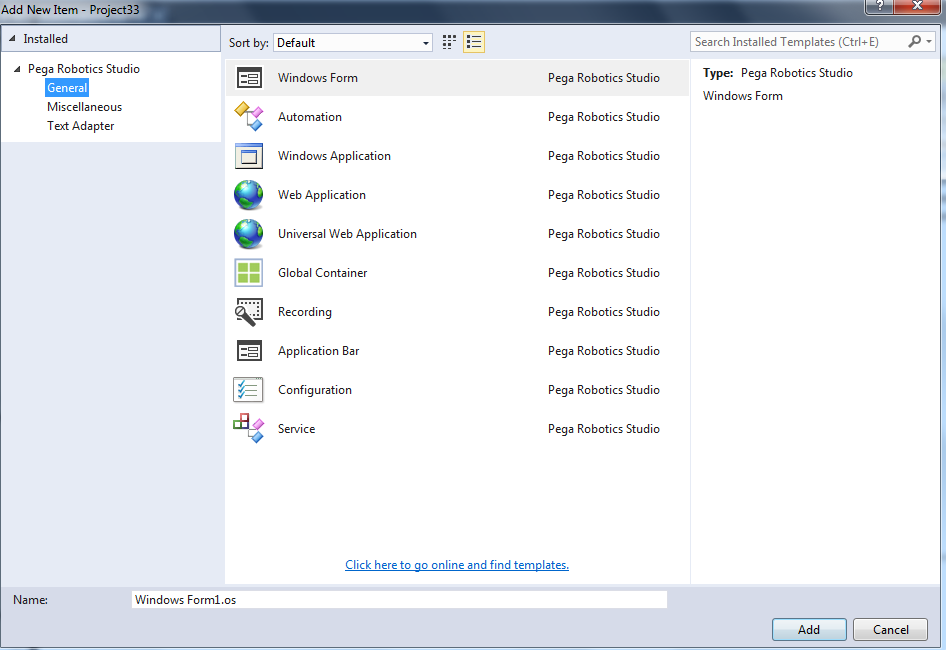 Add New Item - Project33
?
X
Installed
Sort by: Default
Search Installed Templates (Ctrl+E)
Pega Robotics Studio
General
Miscellaneous
Text Adapter
Windows Form Pega Robotics Studio
Automation Pega Robotics Studio
Windows Application Pega Robotics Studio
Web Application Pega Robotics Studio
Universal Web Application Pega Robotics Studio
Global Container Pega Robotics Studio
Recording Pega Robotics Studio
Application Bar Pega Robotics Studio
Configuration Pega Robotics Studio
Service Pega Robotics Studio
Type: Pega Robotics Studio
Windows Form
Click here to go online and find templates.
Name: Windows Form1.os
Add Cancel